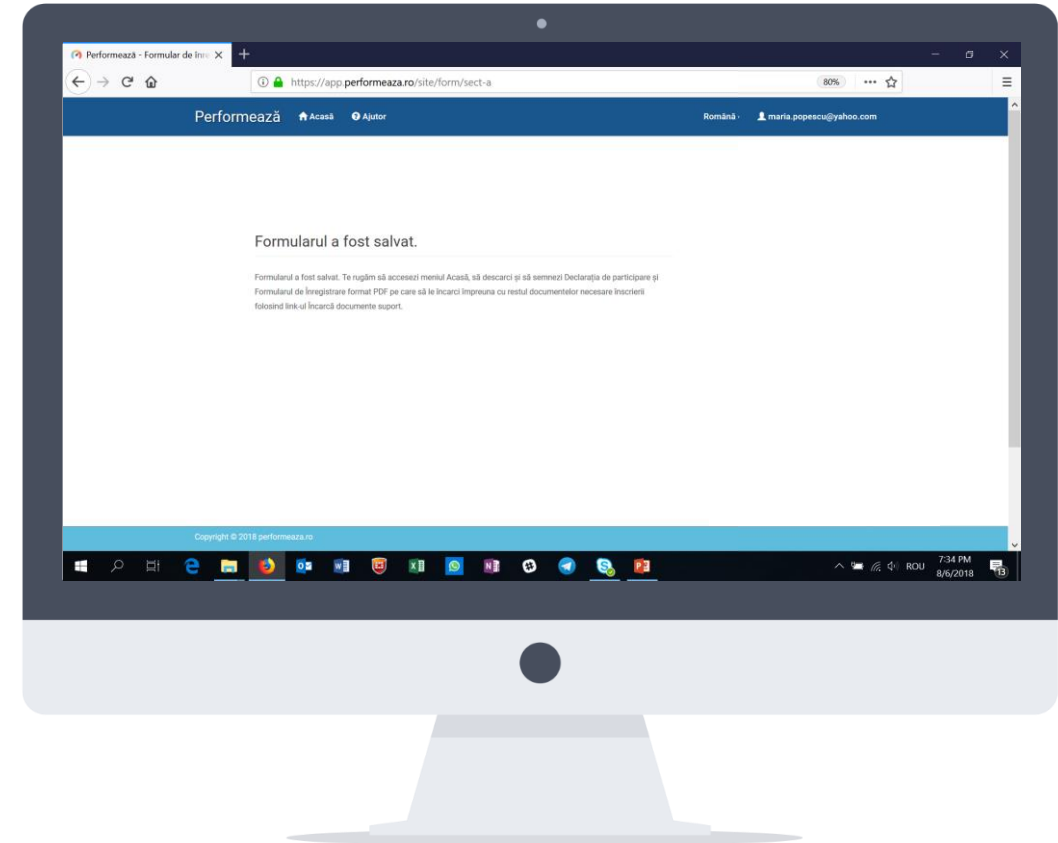 Performează - Formular de Înre
https://app.performeaza.ro/site/form/sect-a
80%
Performează Acasă Ajutor Română maria.popescu@yahoo.com
Formularul a fost salvat.
Formularul a fost salvat. Te rugăm să accesezi meniul Acasă, să descarci și să semnezi Declarația de participare și
Formularul de Înregistrare format PDF pe care să le încarci împreuna cu restul documentelor necesare înscrierii
folosind link-ul Încarcă documente suport.
Copyright © 2018 performeaza.ro
ROU
7:34 PM
8/6/2018
13